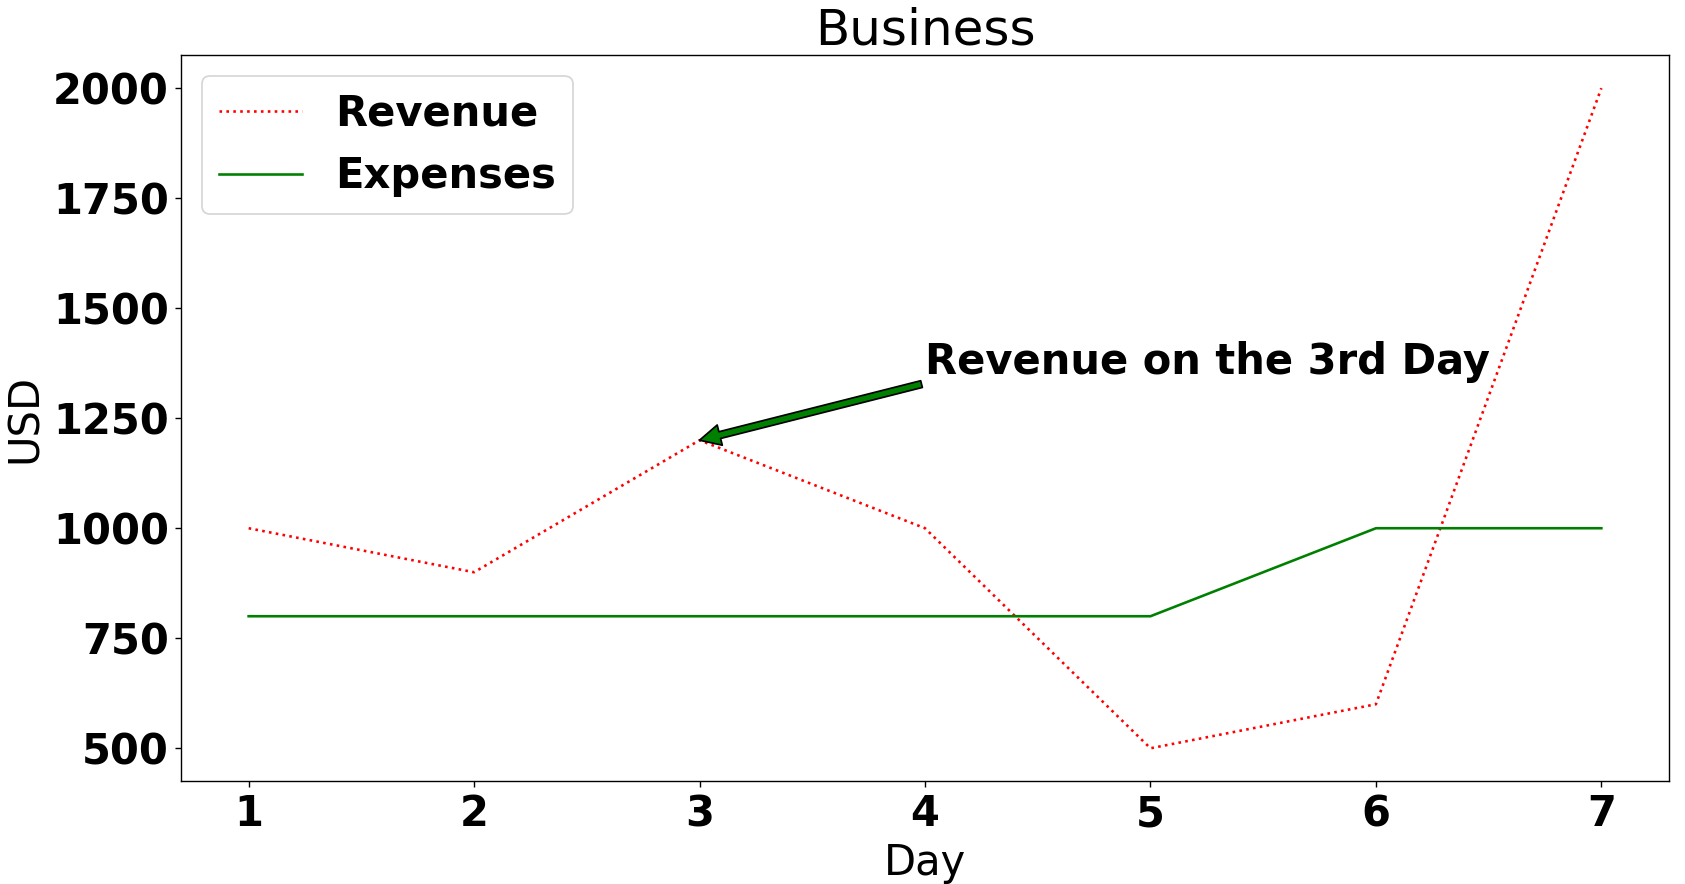 Business
2000
1750
1500
1250
1000
750
500
USD
Revenue
Expenses
Revenue on the 3rd Day
1 2 3 4 5 6 7
Day